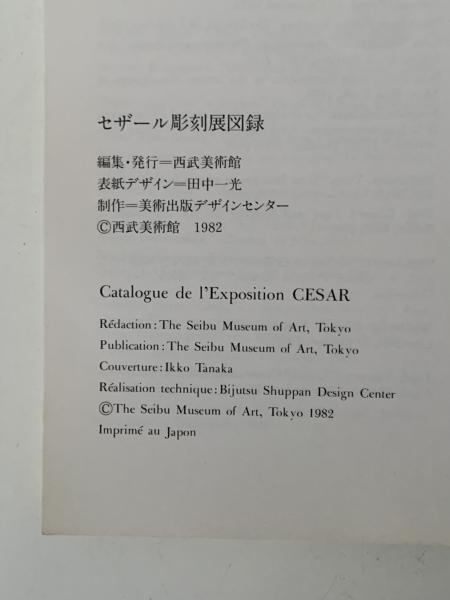 セザール彫刻展図録
編集・発行=西武美術館
表紙デザイン=田中一光
制作=美術出版デザインセンター
©西武美術館　1982
Catalogue de l'Exposition CESAR
Rédaction: The Seibu Museum of Art, Tokyo
Publication: The Seibu Museum of Art, Tokyo
Couverture: Ikko Tanaka
Réalisation technique: Bijutsu Shuppan Design Center
©The Seibu Museum of Art, Tokyo 1982
Imprimé au Japon